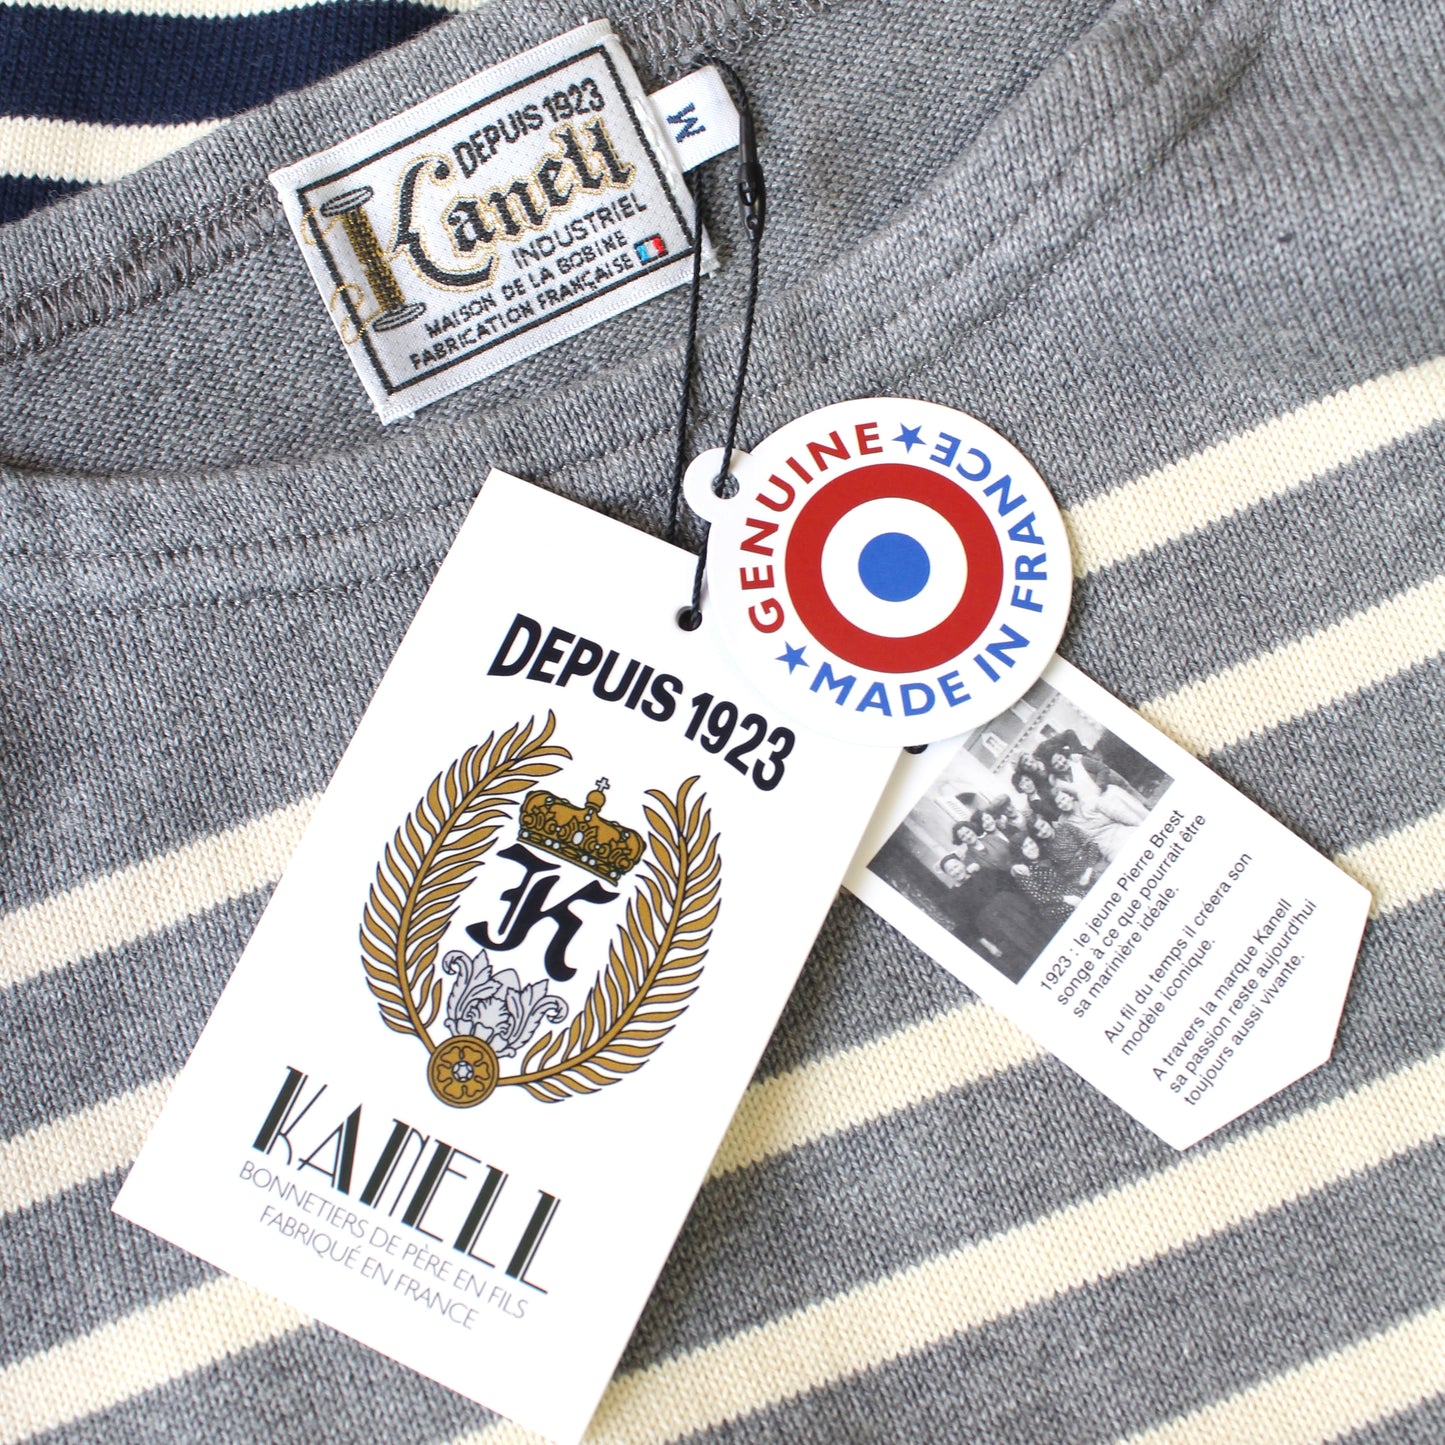 DEPUIS 1923
Kanell
INDUSTRIEL
MAISON DE LA BOBINE
FABRICATION FRANÇAISE
M
GENUINE ★ MADE IN FRANCE ★
DEPUIS 1923
K
KANELL
BONNETIERS DE PÈRE EN FILS
FABRIQUÉ EN FRANCE
1923 : le jeune Pierre Brest
songe à ce que pourrait être
sa marinière idéale.
Au fil du temps il créera son
modèle iconique.
A travers la marque Kanell
sa passion reste aujourd'hui
toujours aussi vivante.